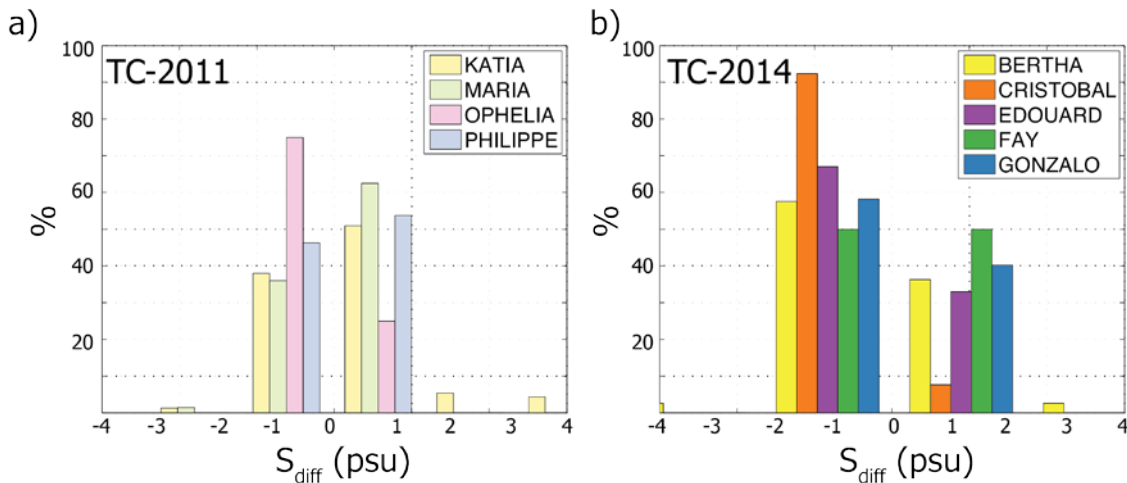 a)
b)
TC-2011
KATIA
MARIA
OPHELIA
PHILIPPE
100
80
60
40
20
%
-4 -3 -2 -1 0 1 2 3 4
S_diff (psu)
TC-2014
BERTHA
CRISTOBAL
EDOUARD
FAY
GONZALO
100
80
60
40
20
%
-4 -3 -2 -1 0 1 2 3 4
S_diff (psu)